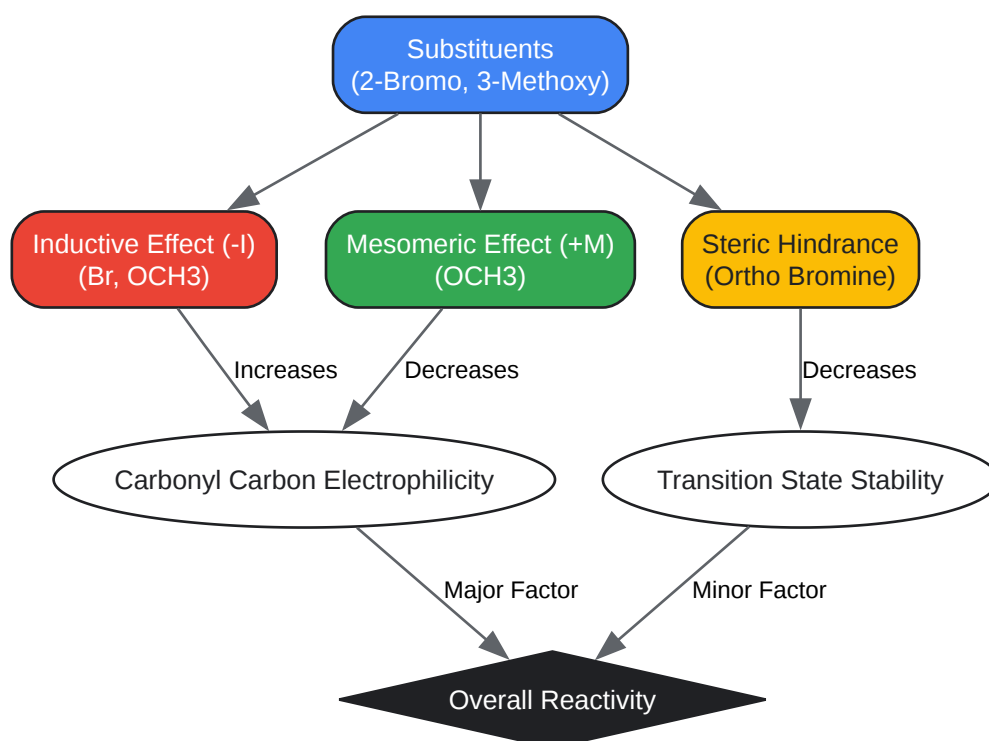 Substituents
(2-Bromo, 3-Methoxy)
Inductive Effect (-I)
(Br, OCH3)
Mesomeric Effect (+M)
(OCH3)
Steric Hindrance
(Ortho Bromine)
Increases
Decreases
Decreases
Carbonyl Carbon Electrophilicity
Transition State Stability
Major Factor
Minor Factor
Overall Reactivity